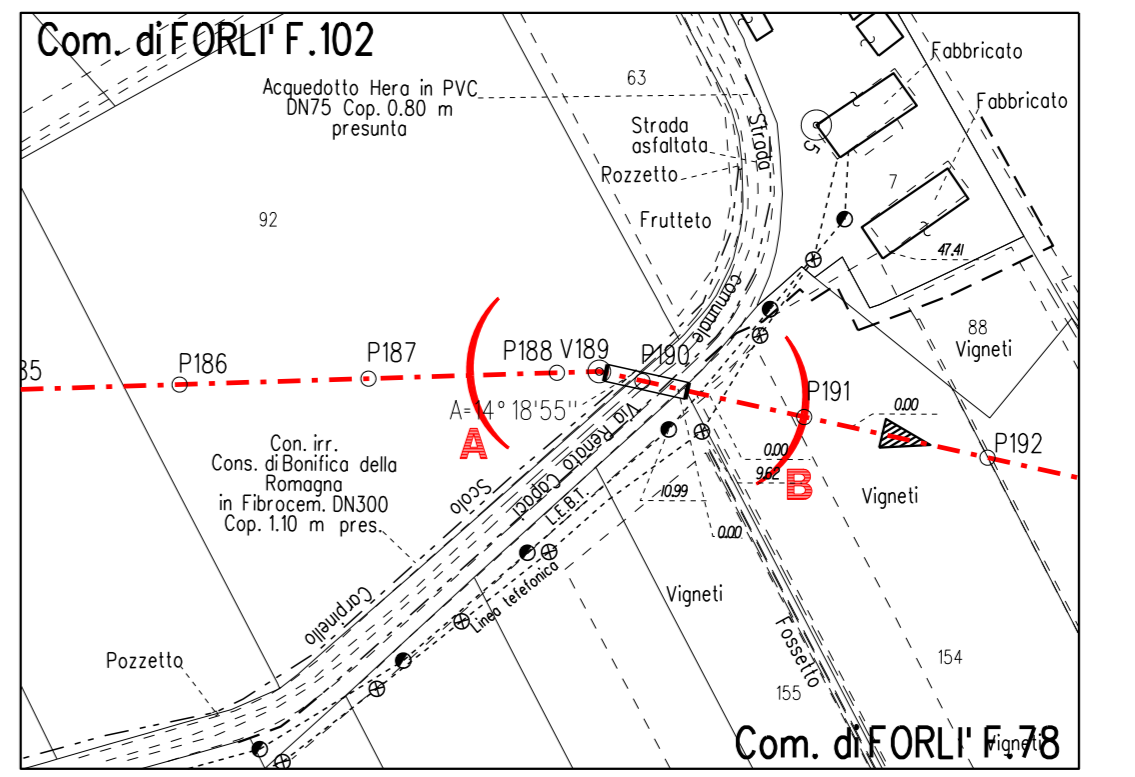 Com. di FORLI' F.102
Acquedotto Hera in PVC
DN75 Cop. 0.80 m
presunta
63
Fabbricato
Fabbricato
Strada
asfaltata
Strada
Rozzetto
Frutteto
5
7
92
47.41
comunale
88
Vigneti
35
P186
P187
P188
V189
P190
P191
P192
A=14° 18'55''
A
B
0.00
0.00
9.62
10.99
0.00
Vigneti
Con. irr.
Cons. di Bonifica della
Romagna
in Fibrocem. DN300
Cop. 1.10 m pres.
Scolo
Via Renato Capaci
L.E.B.T.
Linea tefefonica
Carpinello
Vigneti
Fossetto
Pozzetto
154
155
Com. di FORLI' F.78
Vigneti